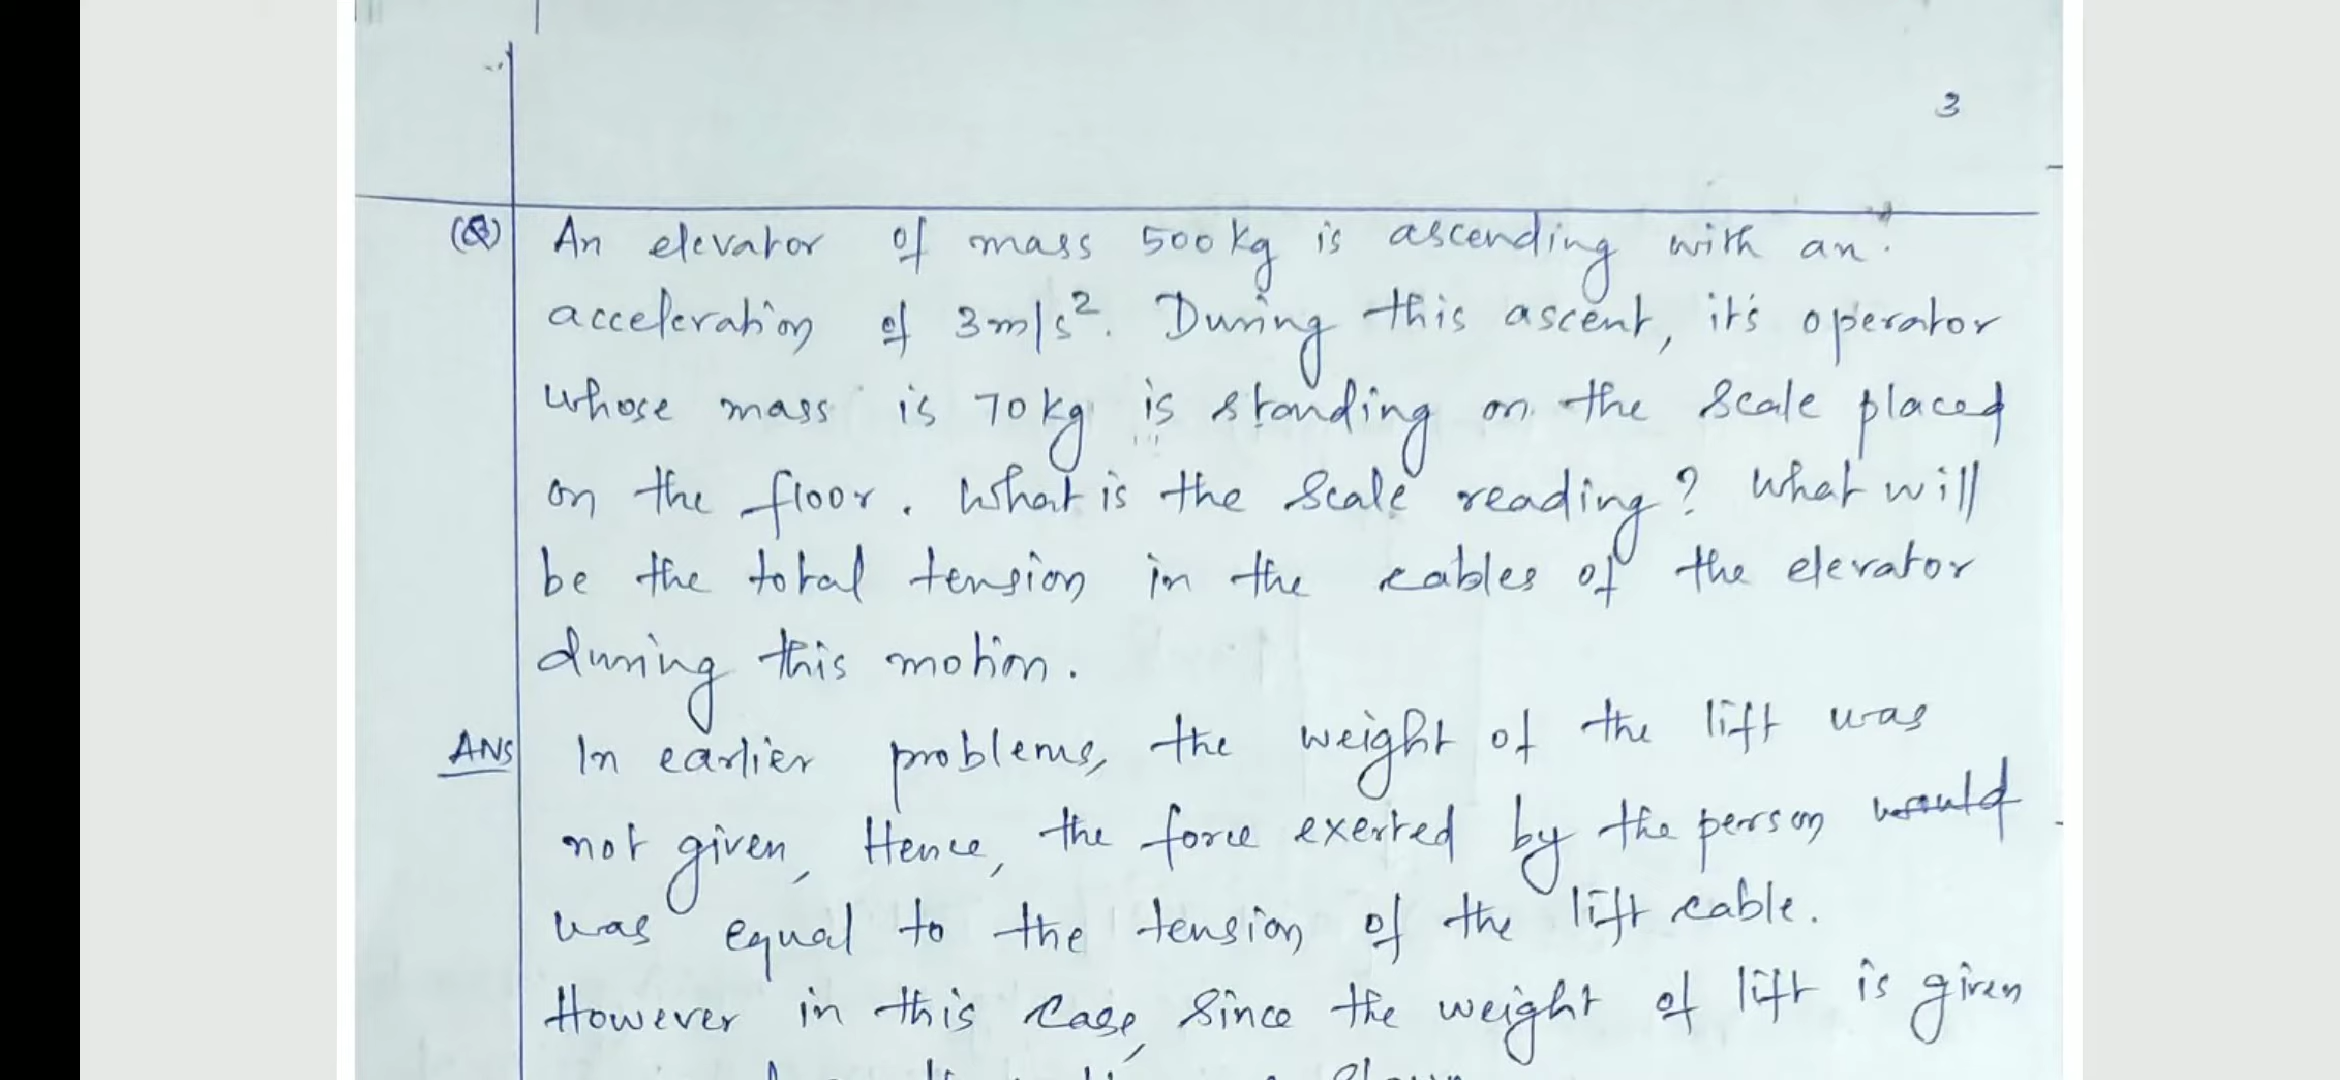 3
(Q) An elevator of mass 500 kg is ascending with an
acceleration of 3m/s². During this ascent, it's operator
whose mass is 70kg is standing on the scale placed
on the floor. What is the scale reading? What will
be the total tension in the cables of the elevator
during this motion.
ANS In earlier problems, the weight of the lift was
not given, Hence, the force exerted by the person would
was equal to the tension of the lift cable.
However in this case, since the weight of lift is given